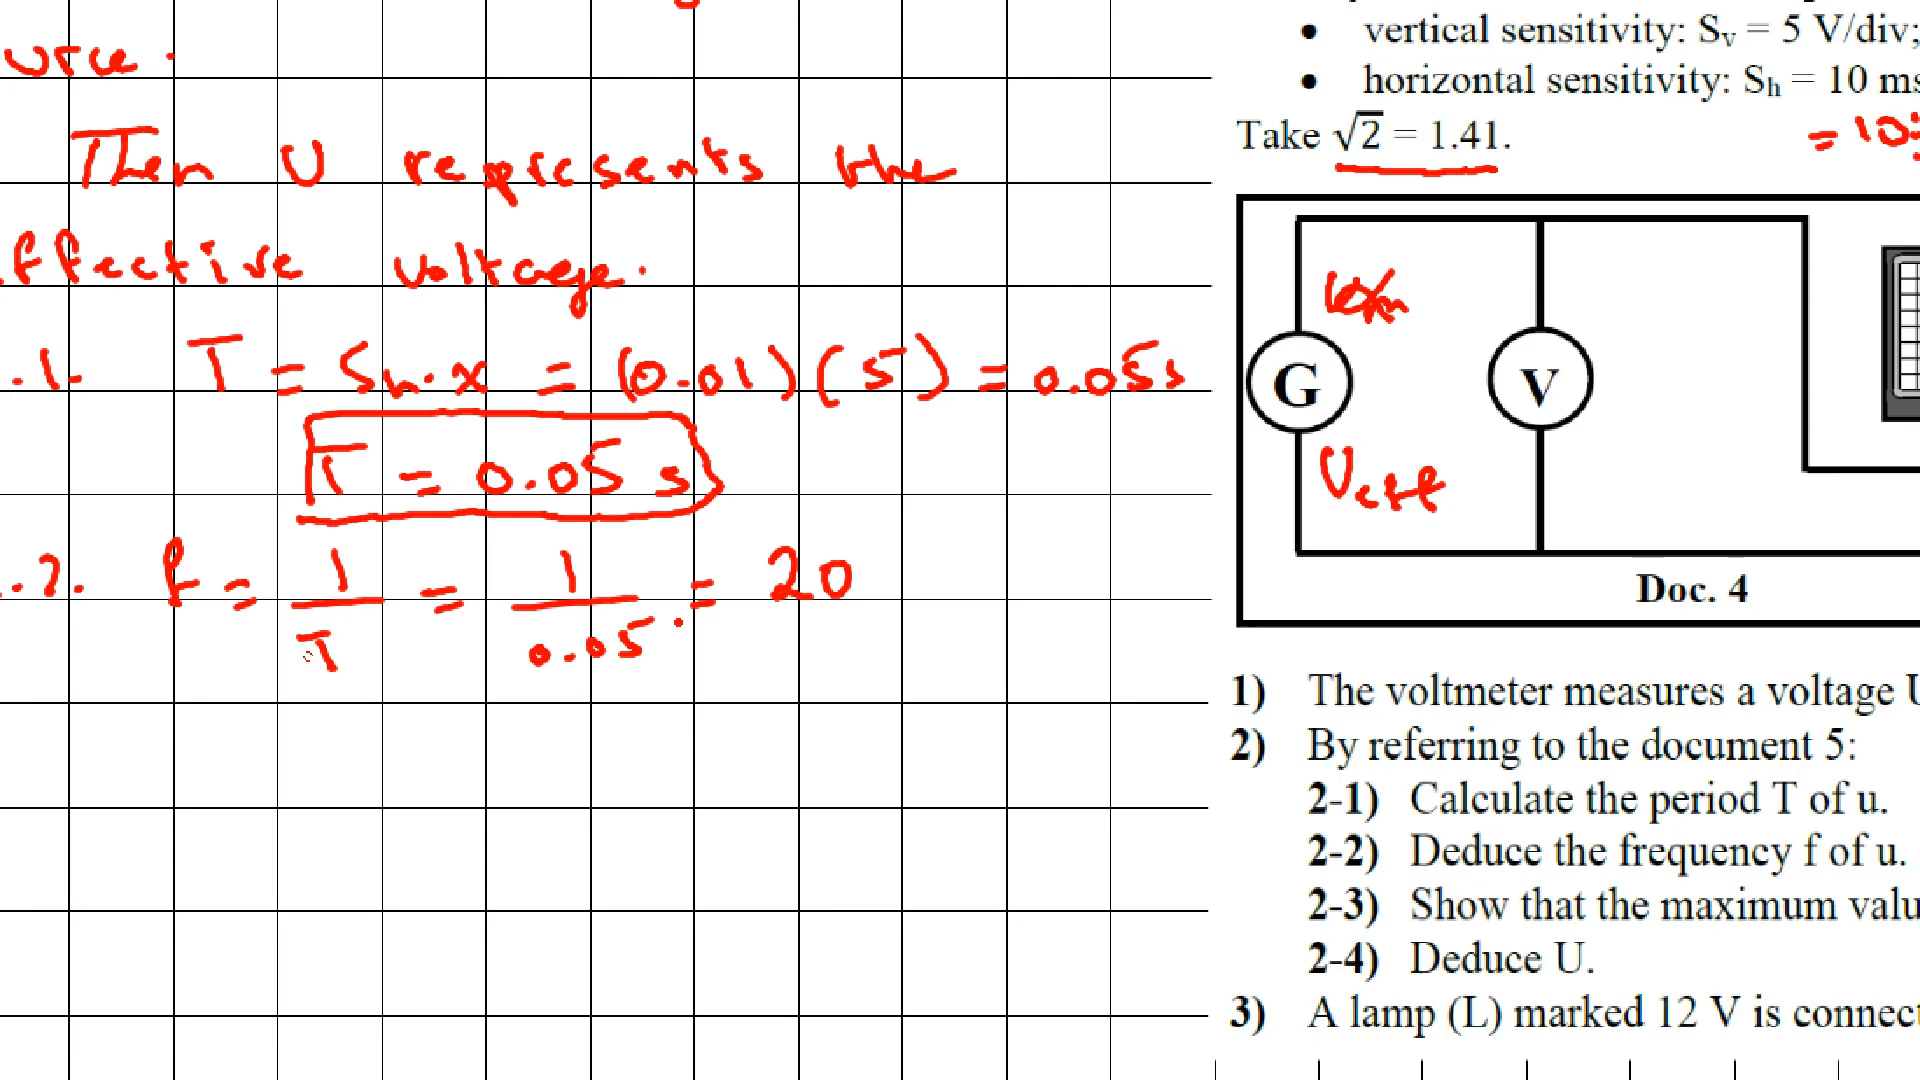 urce.
Then U represents the
effective voltage.
.1. T = Sh.x = (0.01)(5) = 0.05s
T = 0.05 s
.2. f = 1/T = 1/0.05 = 20
• vertical sensitivity: Sv = 5 V/div;
• horizontal sensitivity: Sh = 10 ms
Take √2 = 1.41.
= 10
G
V
Ueff
Doc. 4
1) The voltmeter measures a voltage U
2) By referring to the document 5:
2-1) Calculate the period T of u.
2-2) Deduce the frequency f of u.
2-3) Show that the maximum valu
2-4) Deduce U.
3) A lamp (L) marked 12 V is connect